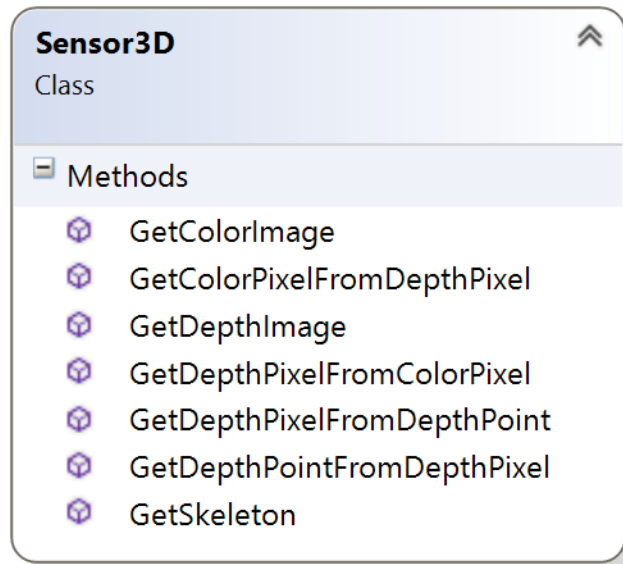 Sensor3D
Class
Methods
GetColorImage
GetColorPixelFromDepthPixel
GetDepthImage
GetDepthPixelFromColorPixel
GetDepthPixelFromDepthPoint
GetDepthPointFromDepthPixel
GetSkeleton